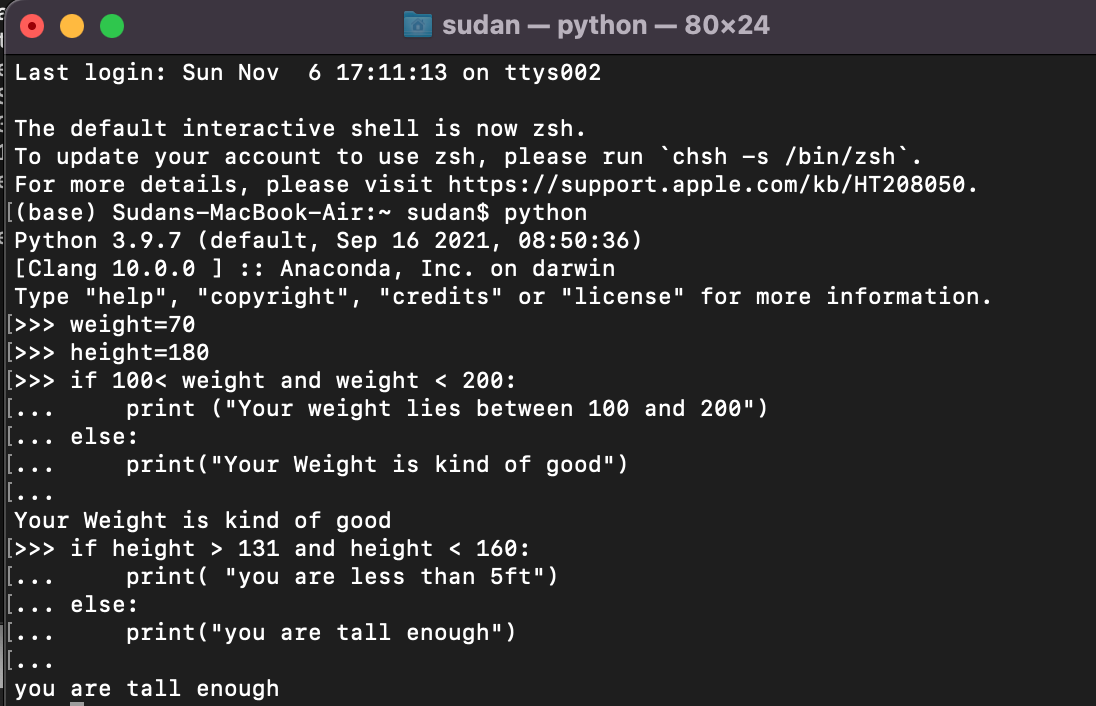 sudan — python — 80×24
Last login: Sun Nov  6 17:11:13 on ttys002
The default interactive shell is now zsh.
To update your account to use zsh, please run `chsh -s /bin/zsh`.
For more details, please visit https://support.apple.com/kb/HT208050.
[(base) Sudans-MacBook-Air:~ sudan$ python
Python 3.9.7 (default, Sep 16 2021, 08:50:36)
[Clang 10.0.0 ] :: Anaconda, Inc. on darwin
Type "help", "copyright", "credits" or "license" for more information.
[>>> weight=70
[>>> height=180
[>>> if 100< weight and weight < 200:
[...     print ("Your weight lies between 100 and 200")
[... else:
[...     print("Your Weight is kind of good")
[...
Your Weight is kind of good
[>>> if height > 131 and height < 160:
[...     print( "you are less than 5ft")
[... else:
[...     print("you are tall enough")
[...
you are tall enough